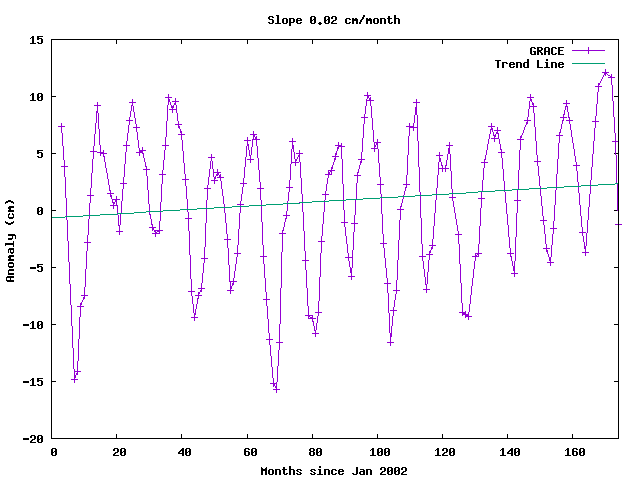 Slope 0.02 cm/month
GRACE
Trend Line
15
10
5
0
-5
-10
-15
-20
Anomaly (cm)
0 20 40 60 80 100 120 140 160
Months since Jan 2002